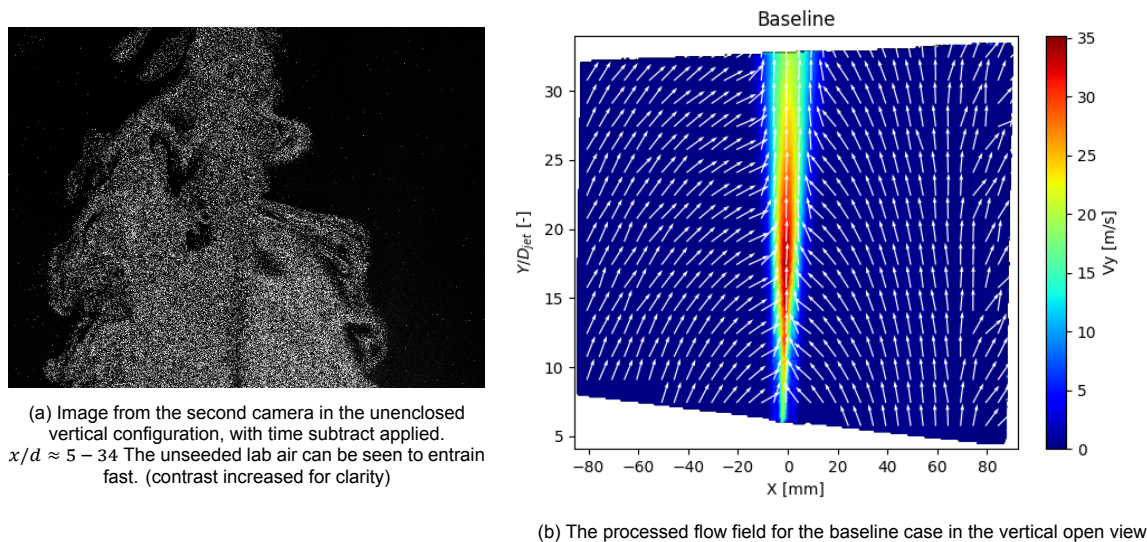 (a) Image from the second camera in the unenclosed
vertical configuration, with time subtract applied.
x/d ≈ 5 − 34 The unseeded lab air can be seen to entrain
fast. (contrast increased for clarity)
Baseline
30
25
20
15
10
5
Y/D_jet [-]
−80 −60 −40 −20 0 20 40 60 80
X [mm]
35
30
25
20
15
10
5
0
Vy [m/s]
(b) The processed flow field for the baseline case in the vertical open view